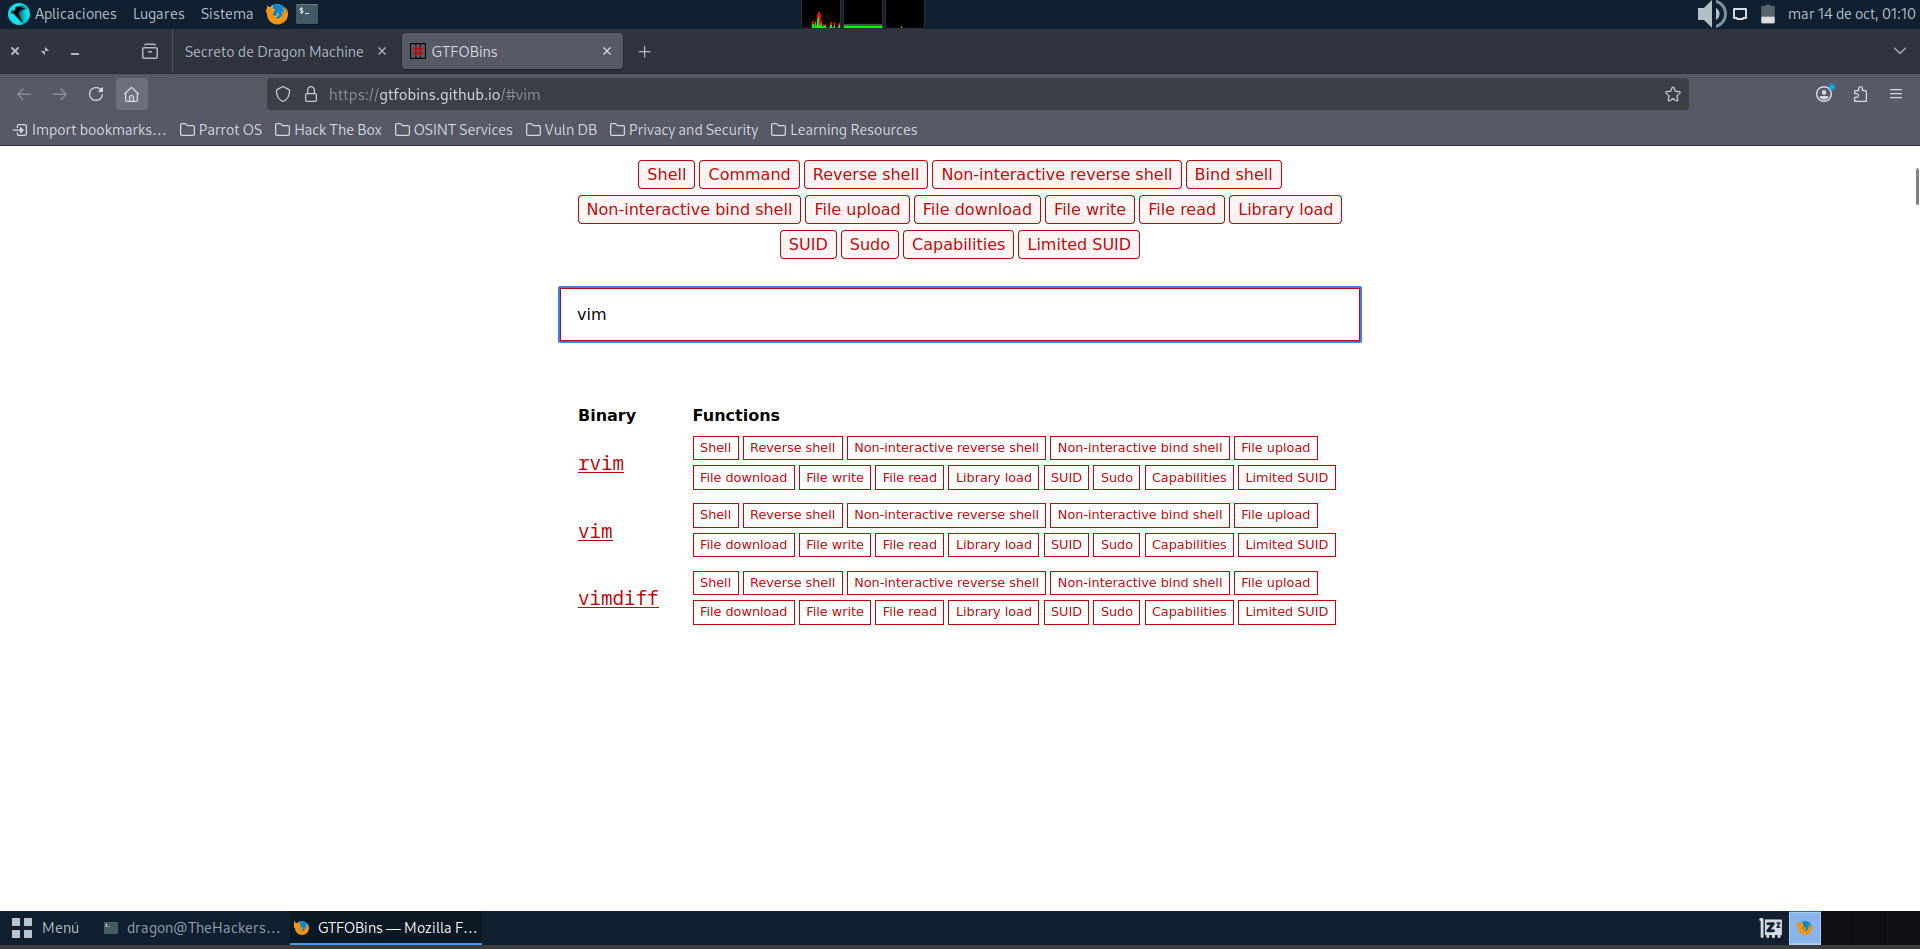 Aplicaciones Lugares Sistema mar 14 de oct, 01:10
Secreto de Dragon Machine GTFOBins
https://gtfobins.github.io/#vim
Import bookmarks... Parrot OS Hack The Box OSINT Services Vuln DB Privacy and Security Learning Resources
Shell Command Reverse shell Non-interactive reverse shell Bind shell
Non-interactive bind shell File upload File download File write File read Library load
SUID Sudo Capabilities Limited SUID
vim
Binary Functions
Shell Reverse shell Non-interactive reverse shell Non-interactive bind shell File upload
rvim
File download File write File read Library load SUID Sudo Capabilities Limited SUID
Shell Reverse shell Non-interactive reverse shell Non-interactive bind shell File upload
vim
File download File write File read Library load SUID Sudo Capabilities Limited SUID
Shell Reverse shell Non-interactive reverse shell Non-interactive bind shell File upload
vimdiff
File download File write File read Library load SUID Sudo Capabilities Limited SUID
Menú dragon@TheHackers... GTFOBins — Mozilla F...